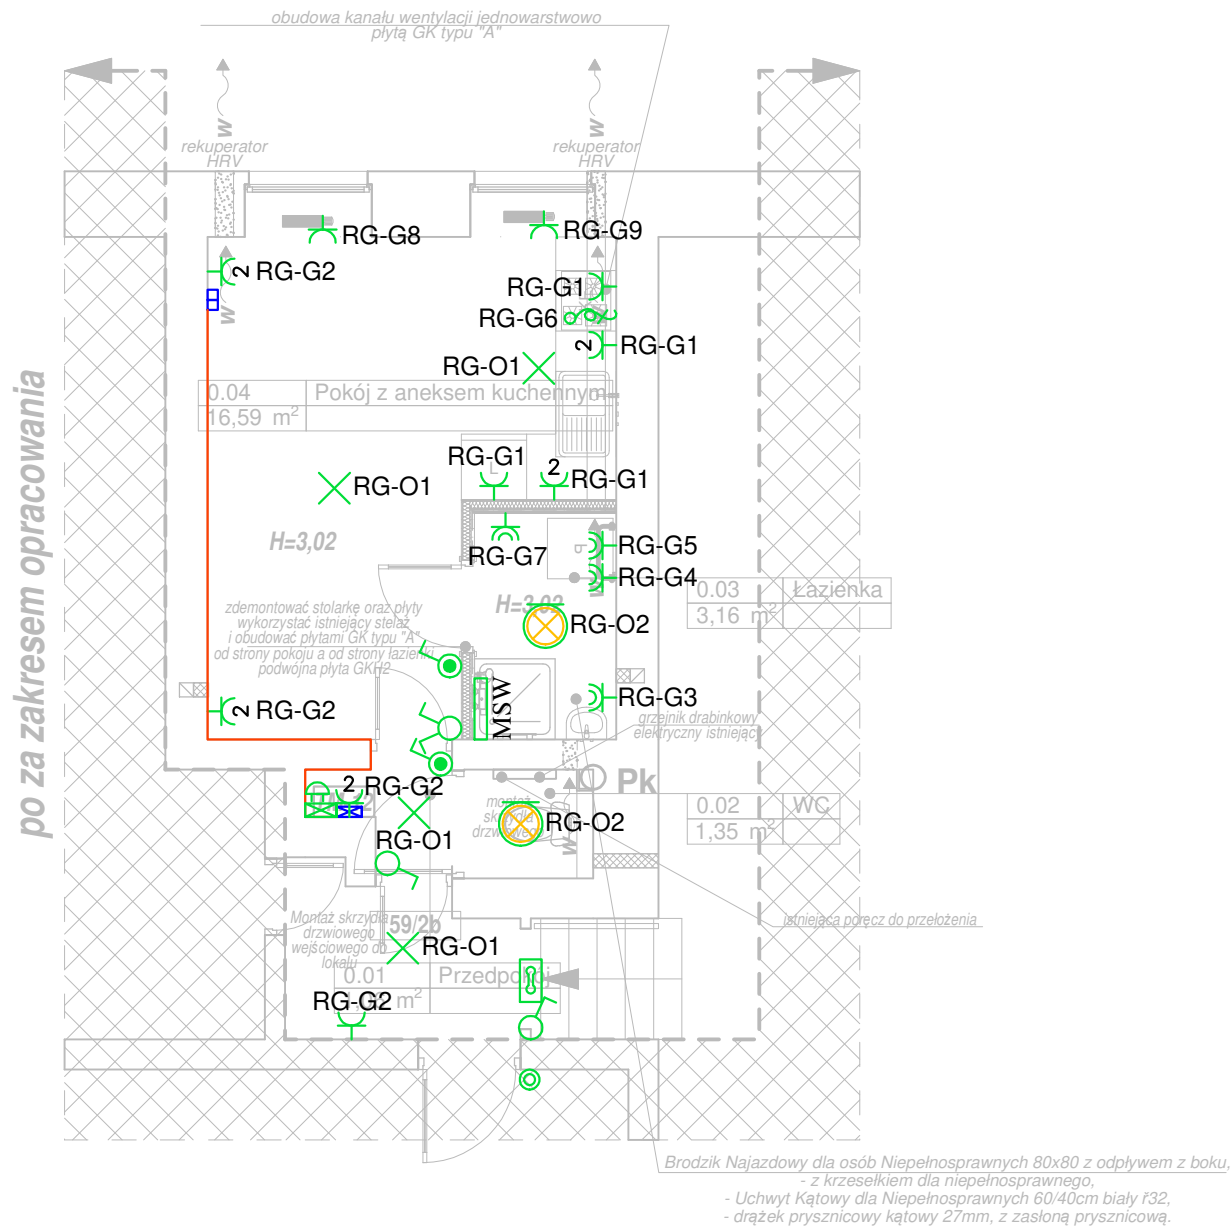 obudowa kanału wentylacji jednowarstwowo
płytą GK typu "A"
w
w
rekuperator
HRV
rekuperator
HRV
RG-G8
RG-G9
2
RG-G2
RG-G1
w
RG-G6
2
RG-G1
RG-O1
0.04
Pokój z aneksem kuchennym
16,59 m²
po za zakresem opracowania
RG-G1
2
RG-G1
RG-O1
H=3,02
RG-G7
RG-G5
RG-G4
H=3,02
0.03
Łazienka
3,16 m²
zdemontować stolarkę oraz płyty
wykorzystać istniejący stelaż
i obudować płytami GK typu "A"
od strony pokoju a od strony łazienki
podwójna płyta GKH2
RG-O2
MSW
RG-G3
RG-G2
grzejnik drabinkowy
elektryczny istniejący
2
RG-G2
Pk
montaż
skrzydła
drzwiowego
RG-O2
w
0.02
WC
1,35 m²
RG-O1
Montaż skrzydła
drzwiowego
wejściowego do
lokalu
59/2b
RG-O1
istniejąca poręcz do przełożenia
0.01
Przedpokój
m²
RG-G2
Brodzik Najazdowy dla osób Niepełnosprawnych 80x80 z odpływem z boku,
- z krzesełkiem dla niepełnosprawnego,
- Uchwyt Kątowy dla Niepełnosprawnych 60/40cm biały ř32,
- drążek prysznicowy kątowy 27mm, z zasłoną prysznicową.